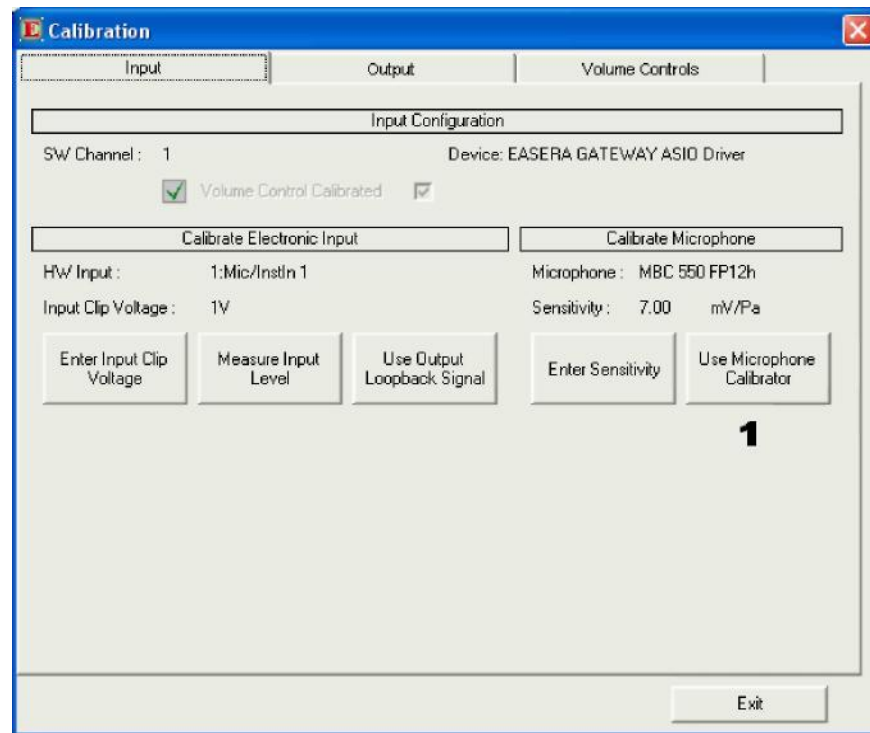 E Calibration
Input Output Volume Controls
Input Configuration
SW Channel : 1 Device: EASERA GATEWAY ASIO Driver
Volume Control Calibrated
Calibrate Electronic Input Calibrate Microphone
HW Input : 1:Mic/InstIn 1 Microphone : MBC 550 FP12h
Input Clip Voltage : 1V Sensitivity : 7.00 mV/Pa
Enter Input Clip Measure Input Use Output Enter Sensitivity Use Microphone
Voltage Level Loopback Signal Calibrator
1
Exit